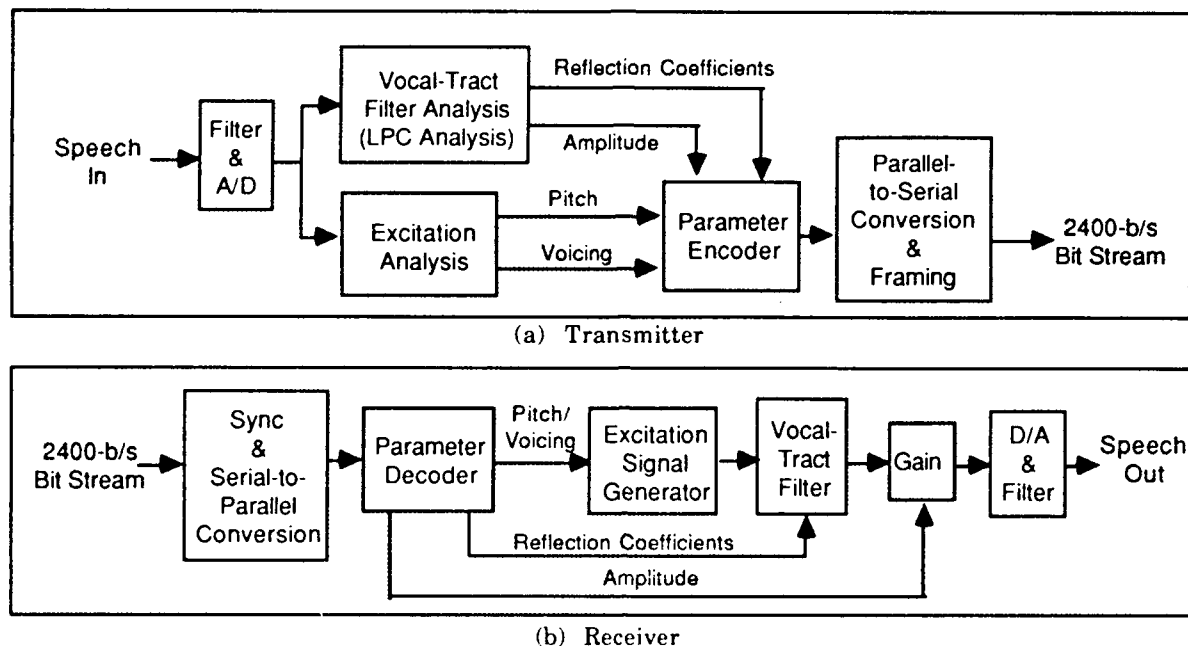 Speech
In
Filter
&
A/D
Vocal-Tract
Filter Analysis
(LPC Analysis)
Reflection Coefficients
Amplitude
Excitation
Analysis
Pitch
Voicing
Parameter
Encoder
Parallel-
to-Serial
Conversion
&
Framing
2400-b/s
Bit Stream
(a) Transmitter
2400-b/s
Bit Stream
Sync
&
Serial-to-
Parallel
Conversion
Parameter
Decoder
Pitch/
Voicing
Excitation
Signal
Generator
Vocal-
Tract
Filter
Gain
D/A
&
Filter
Speech
Out
Reflection Coefficients
Amplitude
(b) Receiver